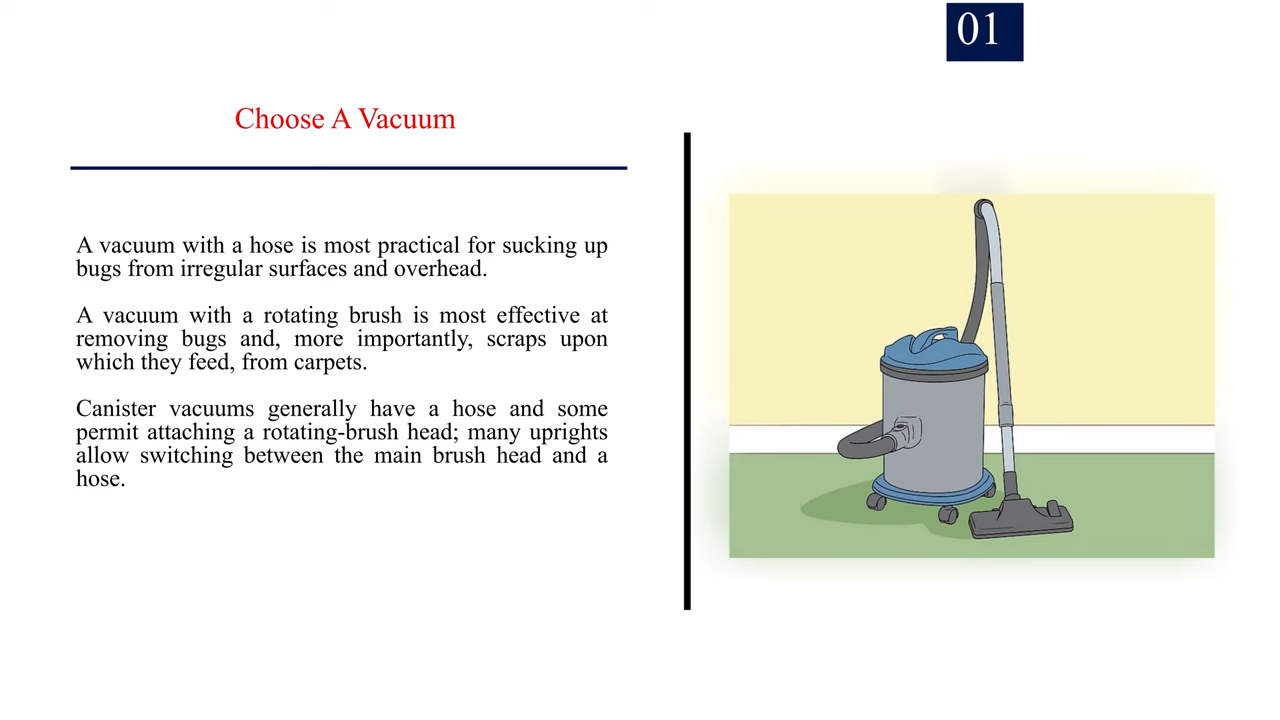 01
Choose A Vacuum
A vacuum with a hose is most practical for sucking up
bugs from irregular surfaces and overhead.
A vacuum with a rotating brush is most effective at
removing bugs and, more importantly, scraps upon
which they feed, from carpets.
Canister vacuums generally have a hose and some
permit attaching a rotating-brush head; many uprights
allow switching between the main brush head and a
hose.